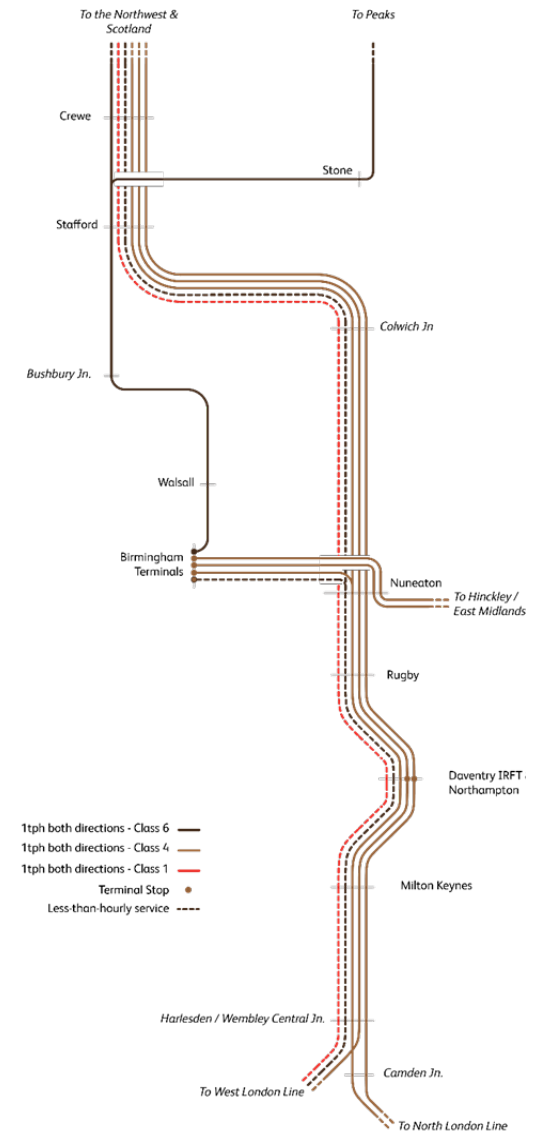 To the Northwest &
Scotland
To Peaks
Crewe
Stone
Stafford
Colwich Jn
Bushbury Jn.
Walsall
Birmingham
Terminals
Nuneaton
To Hinckley /
East Midlands
Rugby
Daventry IRFT
Northampton
1tph both directions - Class 6
1tph both directions - Class 4
1tph both directions - Class 1
Terminal Stop
Less-than-hourly service
Milton Keynes
Harlesden / Wembley Central Jn.
Camden Jn.
To West London Line
To North London Line